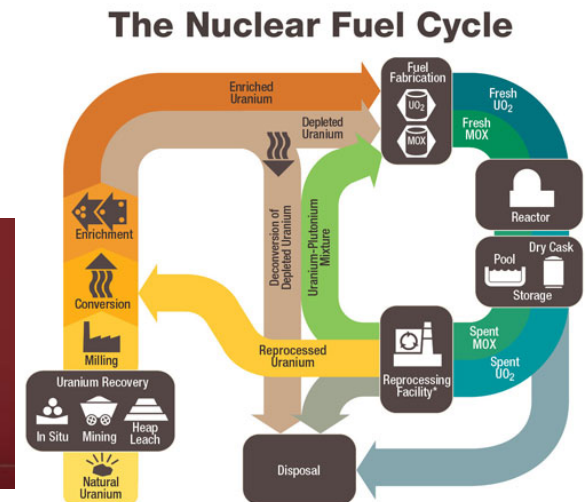 The Nuclear Fuel Cycle
Enriched
Uranium
Depleted
Uranium
Fuel
Fabrication
UO₂
MOX
Fresh
UO₂
Fresh
MOX
Reactor
Pool
Dry Cask
Storage
Enrichment
Deconversion of
Depleted Uranium
Uranium-Plutonium
Mixture
Conversion
Milling
Reprocessed
Uranium
Reprocessing
Facility*
Spent
MOX
Spent
UO₂
Uranium Recovery
In Situ
Mining
Heap
Leach
Natural
Uranium
Disposal